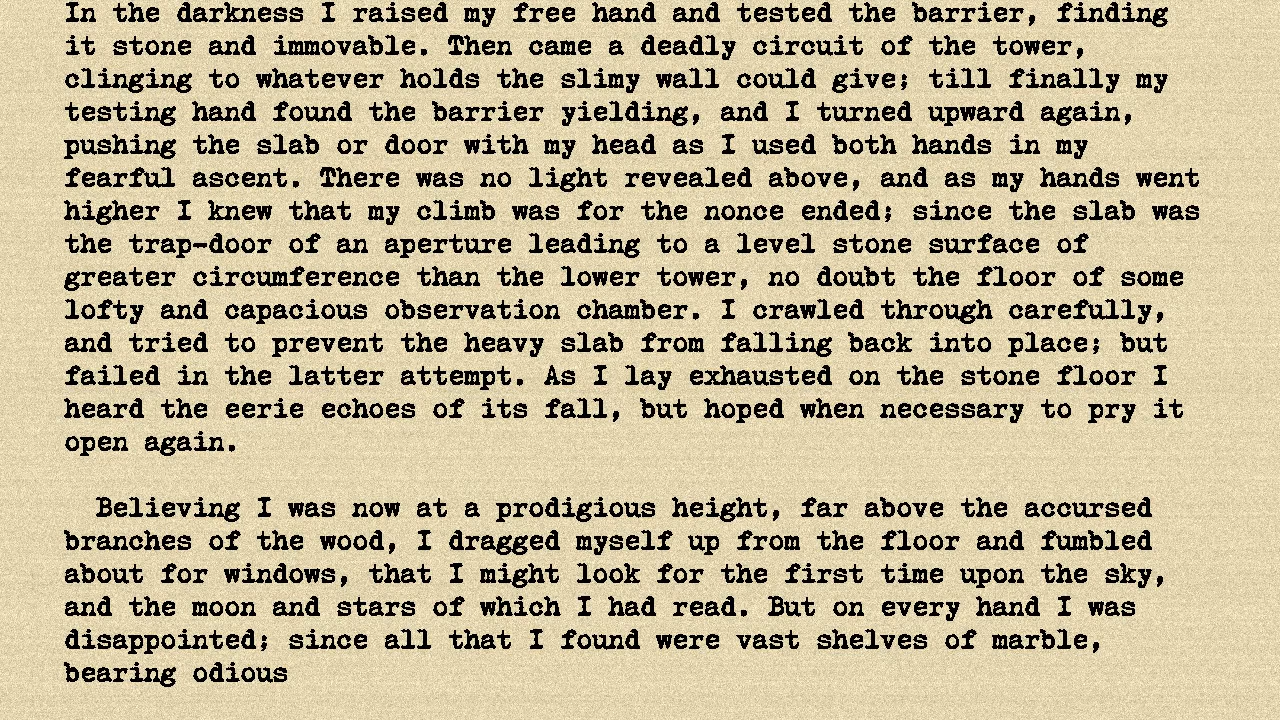 In the darkness I raised my free hand and tested the barrier, finding
it stone and immovable. Then came a deadly circuit of the tower,
clinging to whatever holds the slimy wall could give; till finally my
testing hand found the barrier yielding, and I turned upward again,
pushing the slab or door with my head as I used both hands in my
fearful ascent. There was no light revealed above, and as my hands went
higher I knew that my climb was for the nonce ended; since the slab was
the trap-door of an aperture leading to a level stone surface of
greater circumference than the lower tower, no doubt the floor of some
lofty and capacious observation chamber. I crawled through carefully,
and tried to prevent the heavy slab from falling back into place; but
failed in the latter attempt. As I lay exhausted on the stone floor I
heard the eerie echoes of its fall, but hoped when necessary to pry it
open again.

Believing I was now at a prodigious height, far above the accursed
branches of the wood, I dragged myself up from the floor and fumbled
about for windows, that I might look for the first time upon the sky,
and the moon and stars of which I had read. But on every hand I was
disappointed; since all that I found were vast shelves of marble,
bearing odious